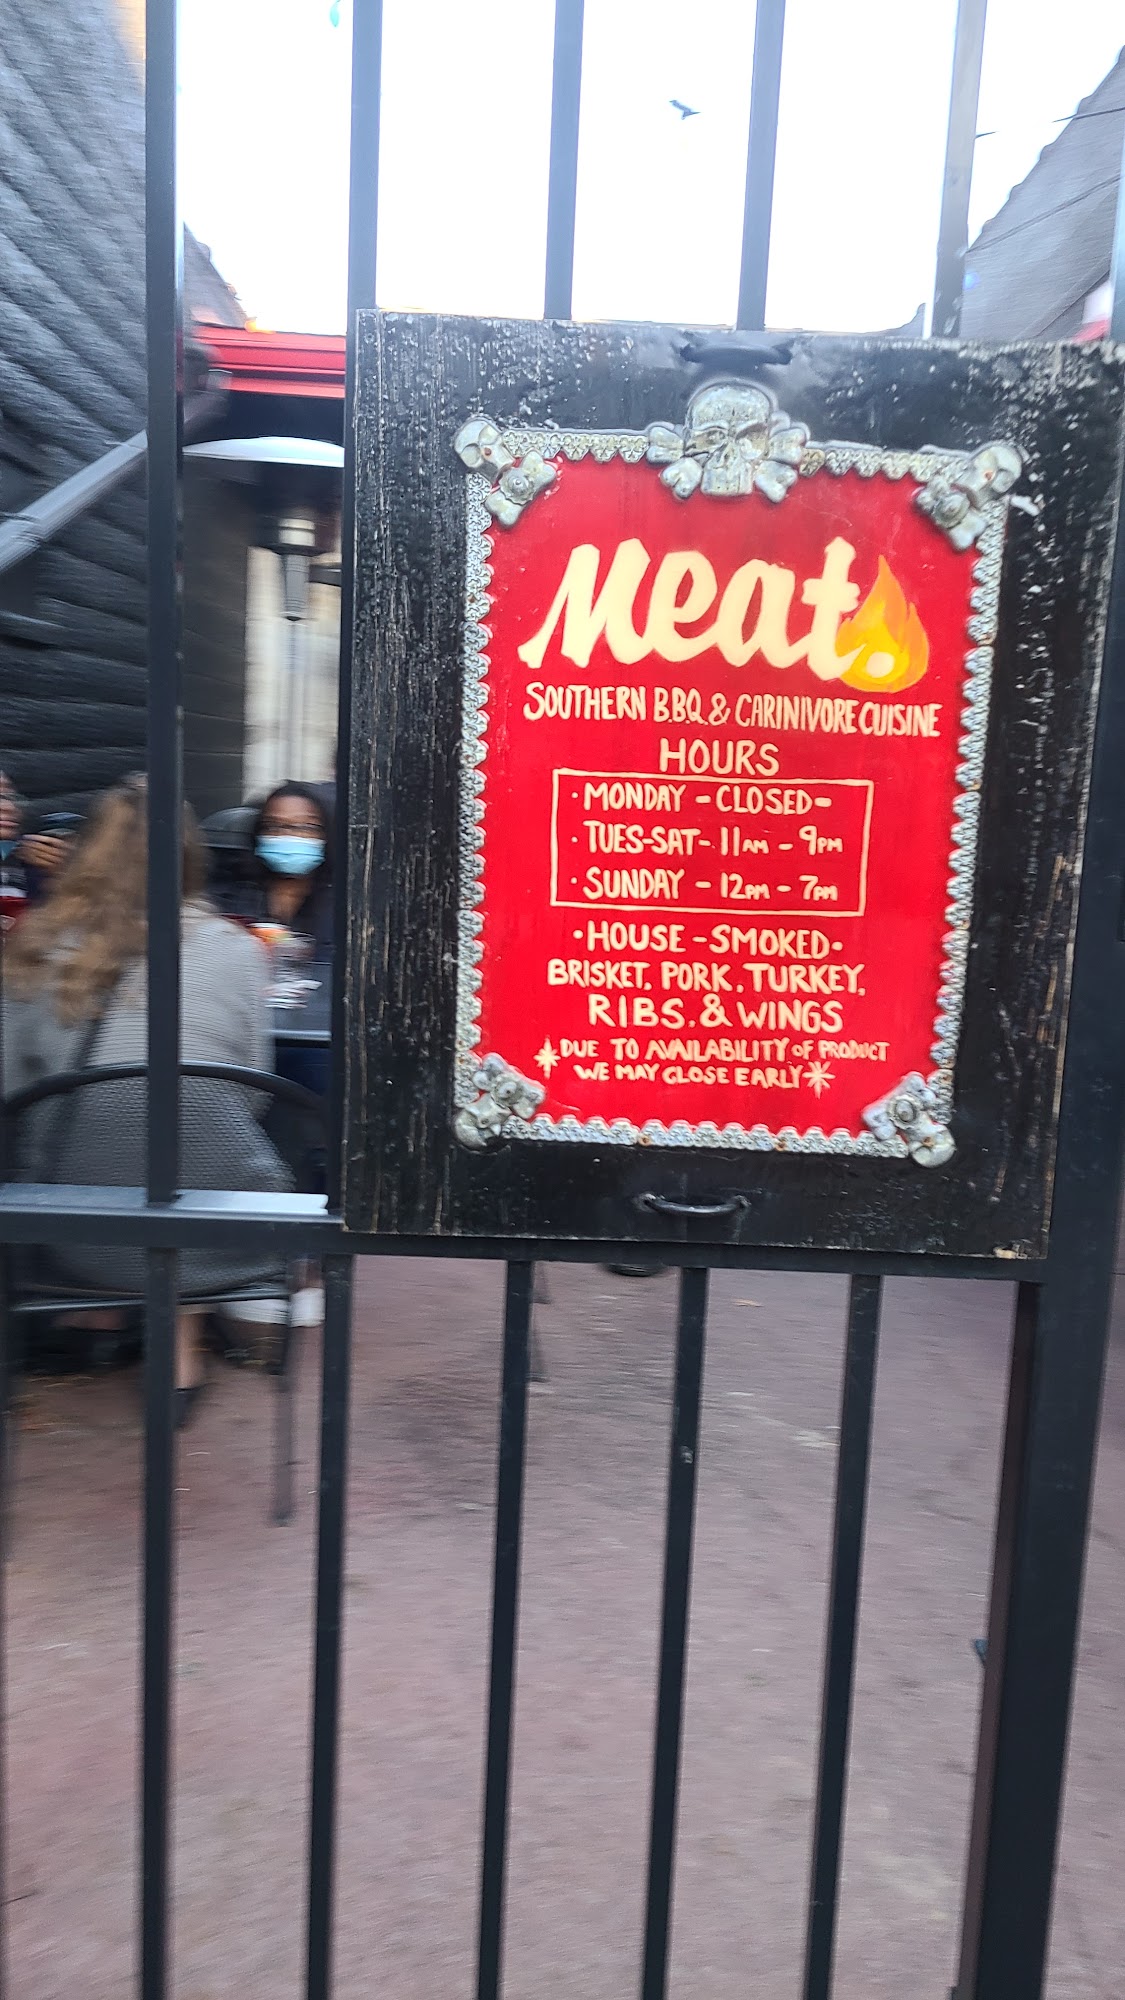 Meat.
SOUTHERN B.B.Q & CARINIVORE CUISINE
HOURS
• MONDAY - CLOSED -
• TUES-SAT - 11AM - 9PM
• SUNDAY - 12PM - 7PM
• HOUSE - SMOKED •
BRISKET, PORK, TURKEY,
RIBS, & WINGS
* DUE TO AVAILABILITY OF PRODUCT
WE MAY CLOSE EARLY *